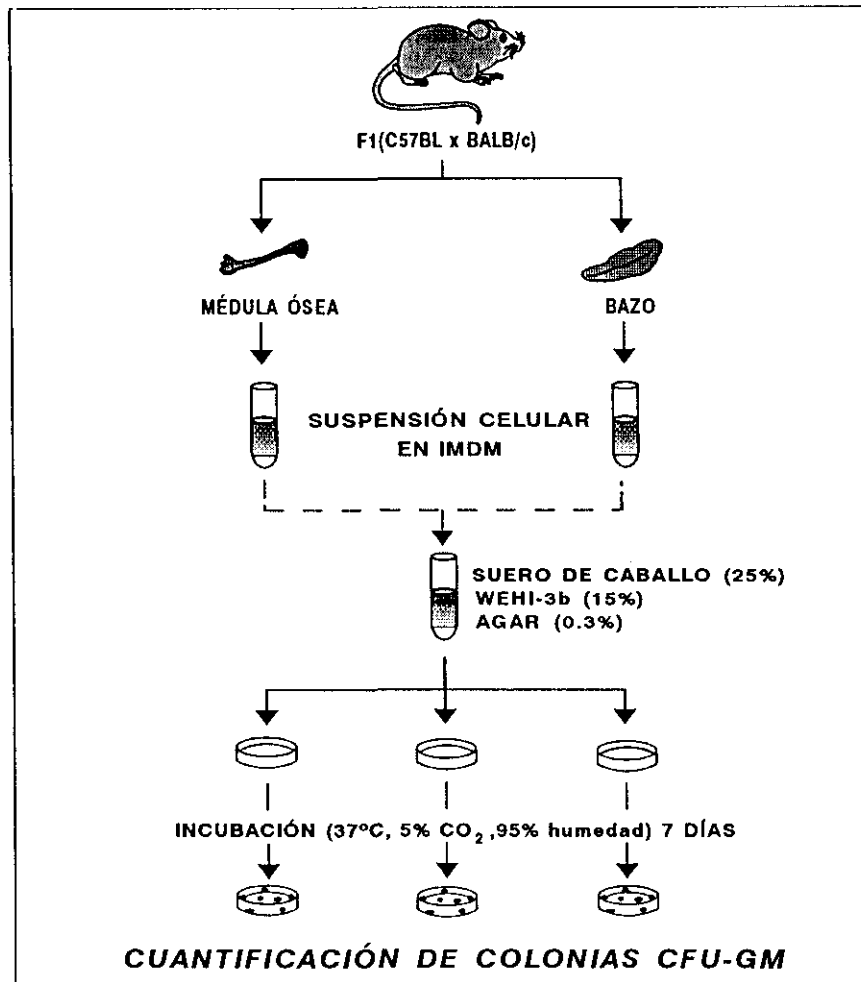 F1(C57BL x BALB/c)
MÉDULA ÓSEA
BAZO
SUSPENSIÓN CELULAR
EN IMDM
SUERO DE CABALLO (25%)
WEHI-3b (15%)
AGAR (0.3%)
INCUBACIÓN (37ºC, 5% CO₂ ,95% humedad) 7 DÍAS
CUANTIFICACIÓN DE COLONIAS CFU-GM